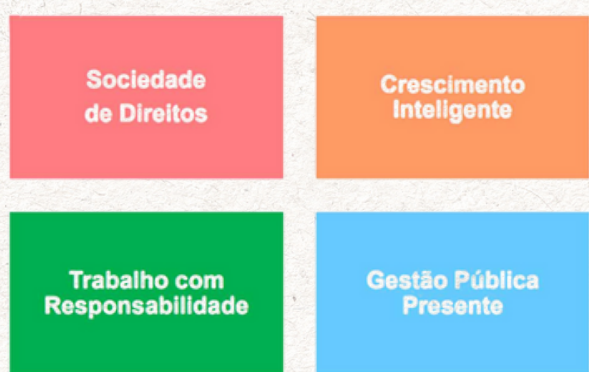 Sociedade
de Direitos
Crescimento
Inteligente
Trabalho com
Responsabilidade
Gestão Pública
Presente